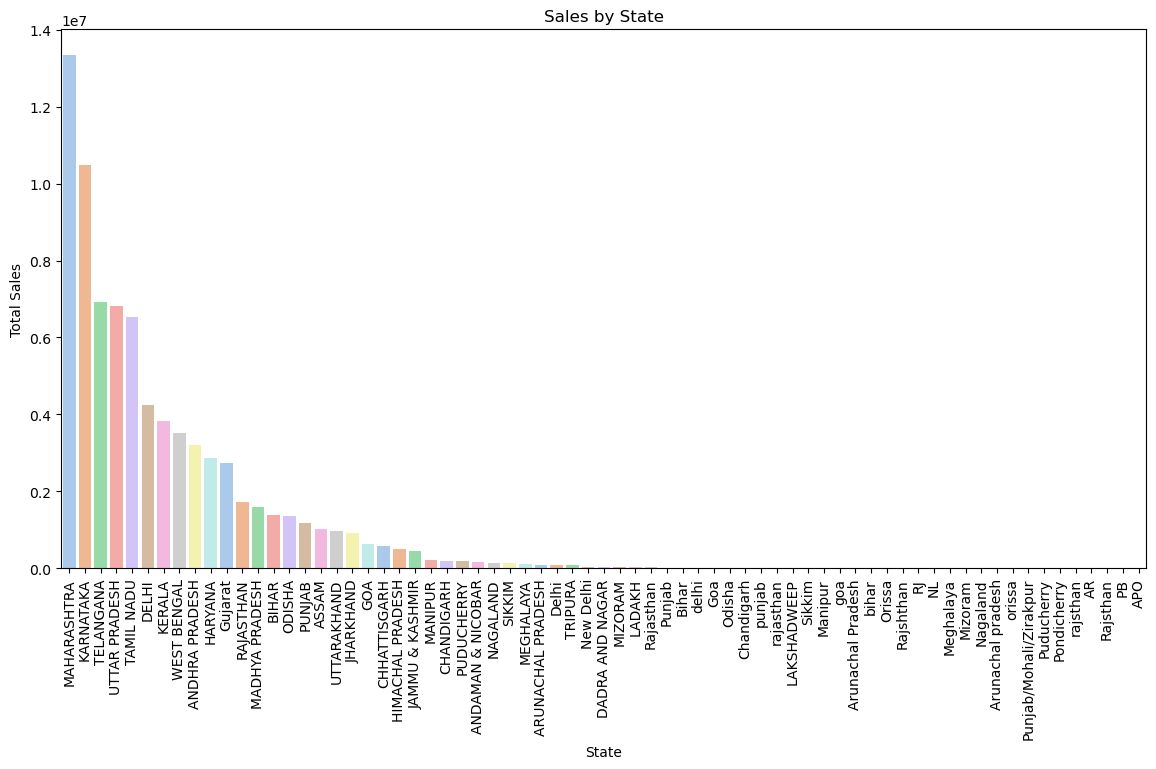 Sales by State
1e7
1.4
1.2
1.0
0.8
0.6
0.4
0.2
0.0
Total Sales
MAHARASHTRA
KARNATAKA
TELANGANA
UTTAR PRADESH
TAMIL NADU
DELHI
KERALA
WEST BENGAL
ANDHRA PRADESH
HARYANA
Gujarat
RAJASTHAN
MADHYA PRADESH
BIHAR
ODISHA
PUNJAB
ASSAM
UTTARAKHAND
JHARKHAND
GOA
CHHATTISGARH
HIMACHAL PRADESH
JAMMU & KASHMIR
MANIPUR
CHANDIGARH
PUDUCHERRY
ANDAMAN & NICOBAR
NAGALAND
SIKKIM
MEGHALAYA
ARUNACHAL PRADESH
Delhi
TRIPURA
New Delhi
DADRA AND NAGAR
MIZORAM
LADAKH
Rajasthan
Punjab
Bihar
delhi
Goa
Odisha
Chandigarh
punjab
rajasthan
LAKSHADWEEP
Sikkim
Manipur
goa
Arunachal Pradesh
bihar
Orissa
Rajshthan
RJ
NL
Meghalaya
Mizoram
Nagaland
Arunachal pradesh
orissa
Punjab/Mohali/Zirakpur
Puducherry
Pondicherry
rajsthan
AR
Rajsthan
PB
APO
State